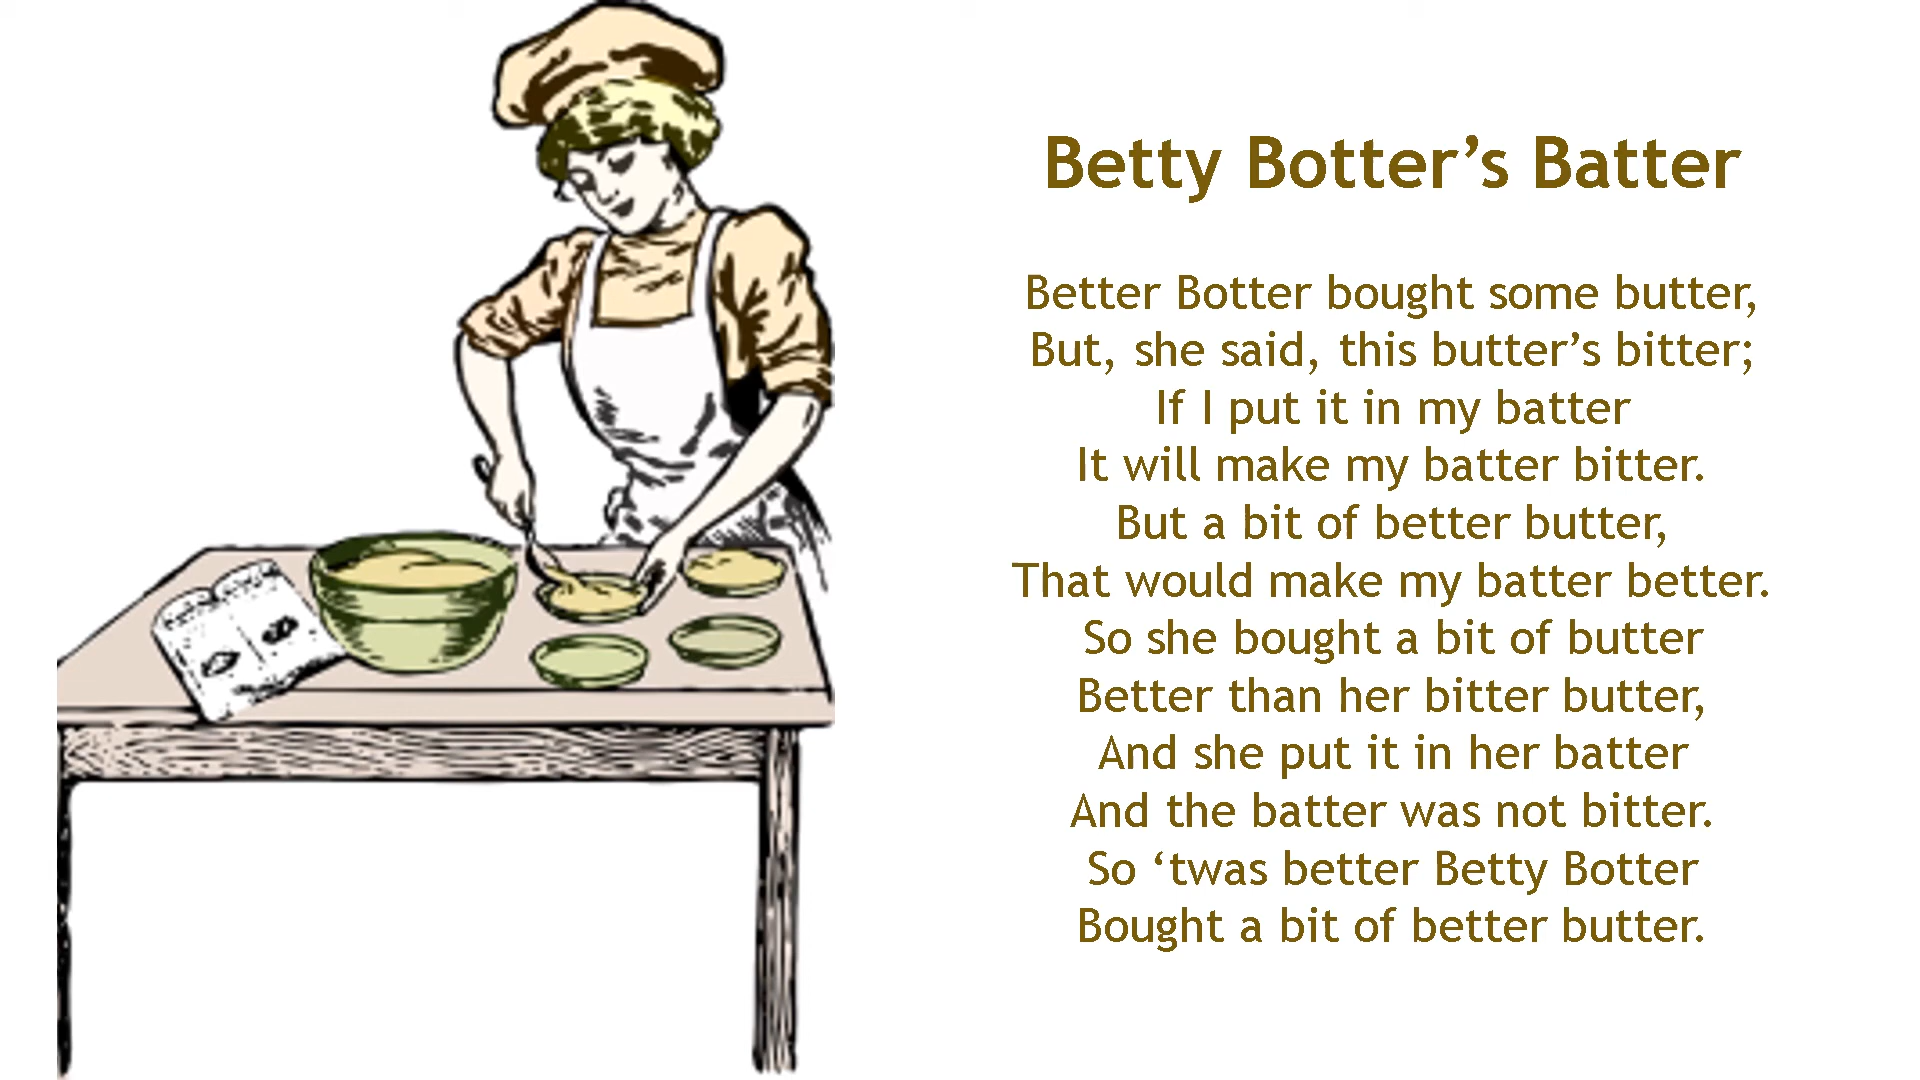 Betty Botter’s Batter
Better Botter bought some butter,
But, she said, this butter’s bitter;
If I put it in my batter
It will make my batter bitter.
But a bit of better butter,
That would make my batter better.
So she bought a bit of butter
Better than her bitter butter,
And she put it in her batter
And the batter was not bitter.
So ‘twas better Betty Botter
Bought a bit of better butter.